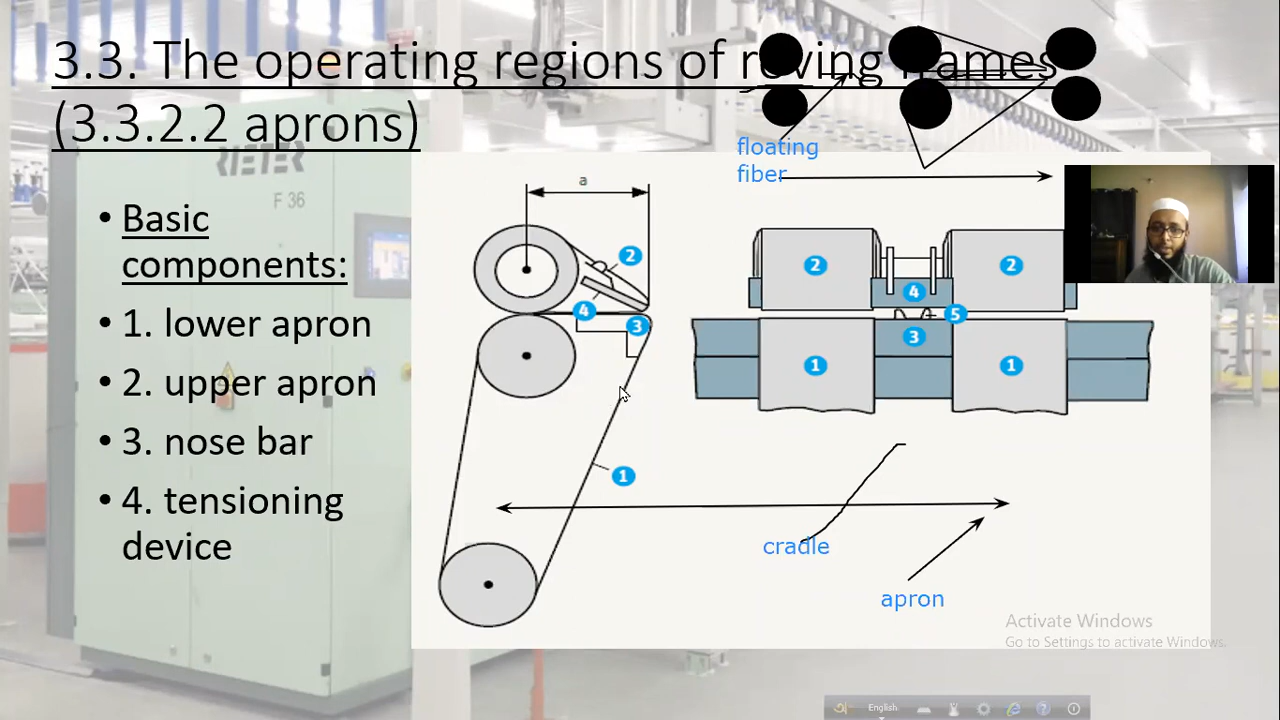 3.3. The operating regions of roving frames
(3.3.2.2 aprons)
floating
fiber
RIETER
F 36
• Basic
components:
• 1. lower apron
• 2. upper apron
• 3. nose bar
• 4. tensioning
device
a
2
4
3
1
2
2
4
5
3
1
1
cradle
apron
Activate Windows
Go to Settings to activate Windows.
English